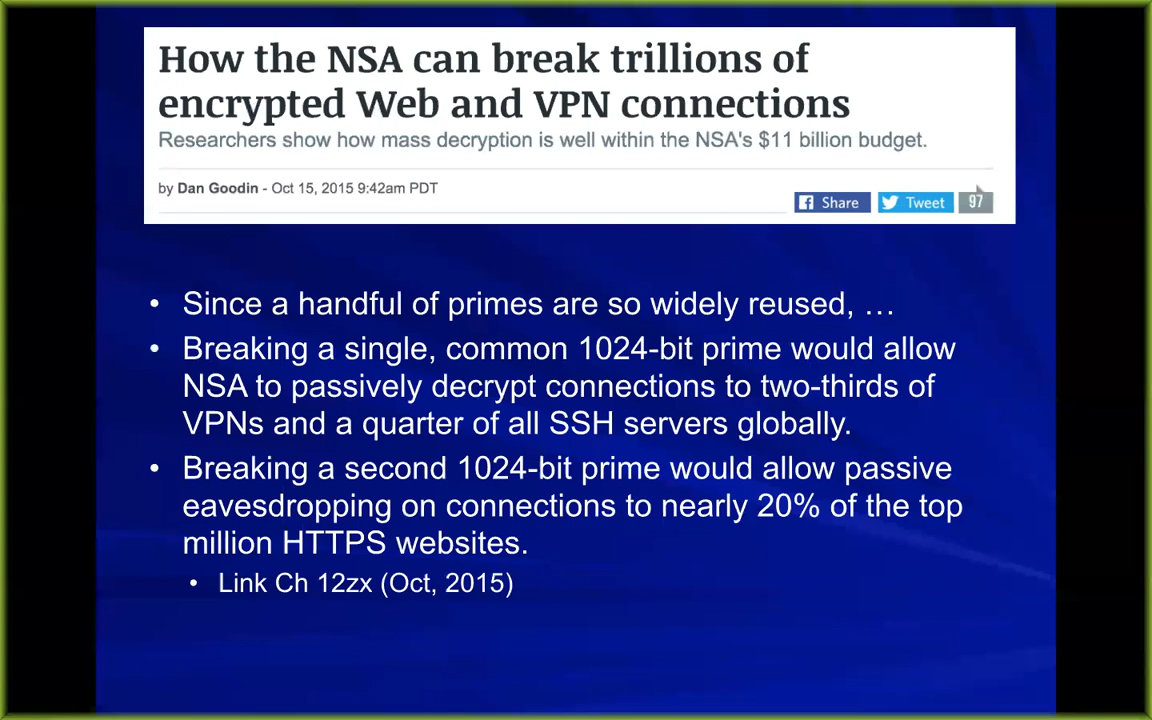 How the NSA can break trillions of
encrypted Web and VPN connections
Researchers show how mass decryption is well within the NSA's $11 billion budget.
by Dan Goodin - Oct 15, 2015 9:42am PDT
Share Tweet 97
• Since a handful of primes are so widely reused, …
• Breaking a single, common 1024-bit prime would allow
NSA to passively decrypt connections to two-thirds of
VPNs and a quarter of all SSH servers globally.
• Breaking a second 1024-bit prime would allow passive
eavesdropping on connections to nearly 20% of the top
million HTTPS websites.
• Link Ch 12zx (Oct, 2015)